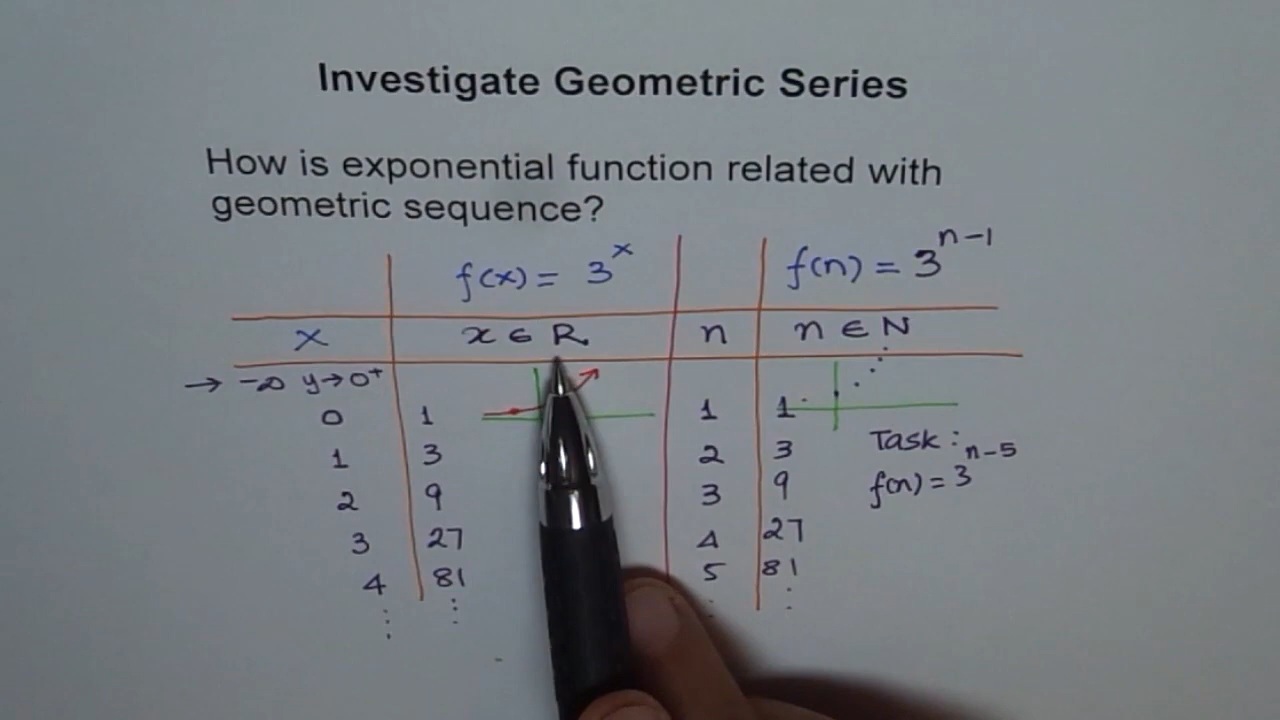 Investigate Geometric Series
How is exponential function related with
geometric sequence?
f(x) = 3^x f(n) = 3^{n-1}
x x ∈ R n n ∈ N
→ -∞ y→0⁺
0 1 1 1
1 3 2 3
2 9 3 9
3 27 4 27
4 81 5 81
⋮ ⋮ ⋮ ⋮
Task:
f(n) = 3^{n-5}